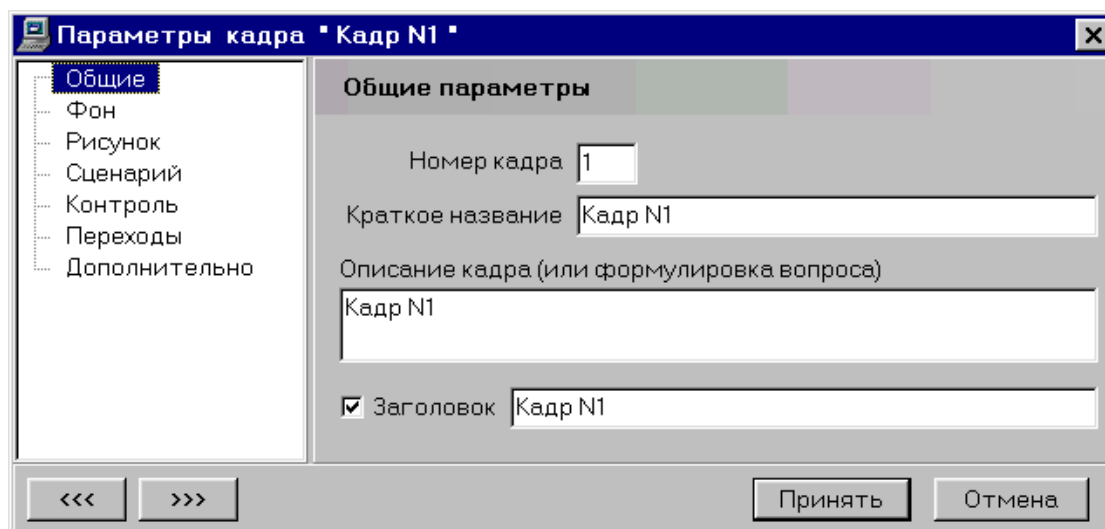 Параметры кадра " Кадр N1 "
Общие
Фон
Рисунок
Сценарий
Контроль
Переходы
Дополнительно
Общие параметры
Номер кадра 1
Краткое название Кадр N1
Описание кадра (или формулировка вопроса)
Кадр N1
Заголовок Кадр N1
<<< >>> Принять Отмена